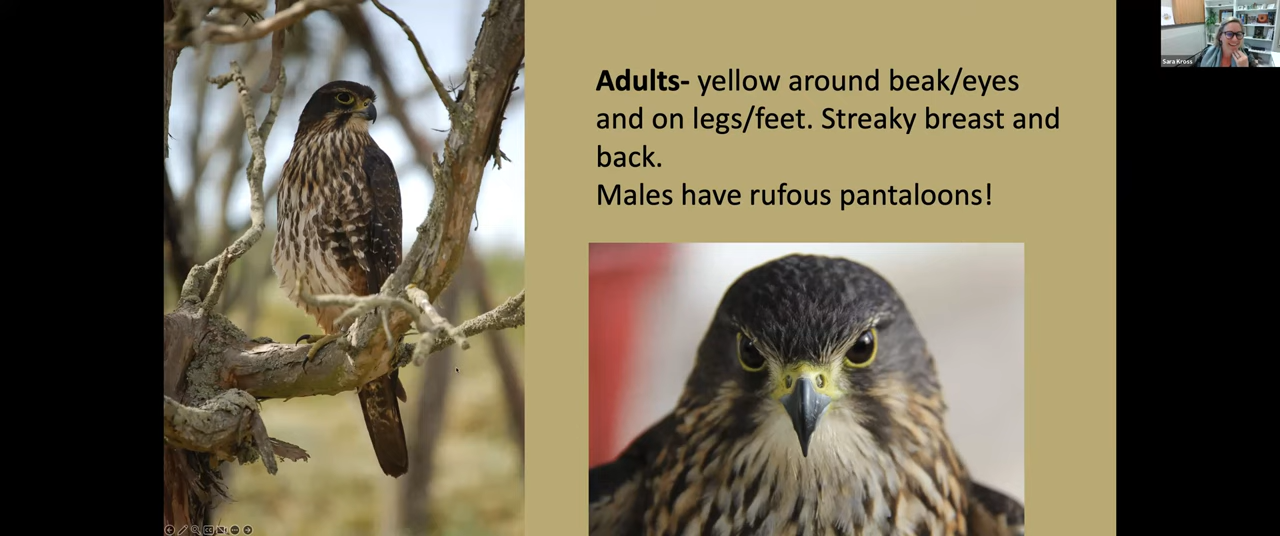 Adults- yellow around beak/eyes
and on legs/feet. Streaky breast and
back.
Males have rufous pantaloons!
Sara Kross